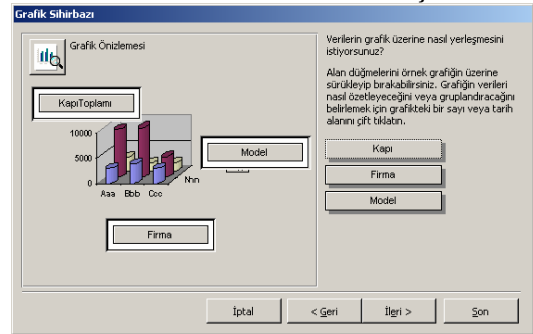 Grafik Sihirbazı
Grafik Önizlemesi
KapıToplamı
10000
5000
0
Aaa Bbb Ccc
Nnn
Model
Firma
Verilerin grafik üzerine nasıl yerleşmesini
istiyorsunuz?
Alan düğmelerini örnek grafiğin üzerine
sürükleyip bırakabilirsiniz. Grafiğin verileri
nasıl özetleyeceğini veya gruplandıracağını
belirlemek için grafikteki bir sayı veya tarih
alanını çift tıklatın.
Kapı
Firma
Model
İptal
< Geri
İleri >
Son